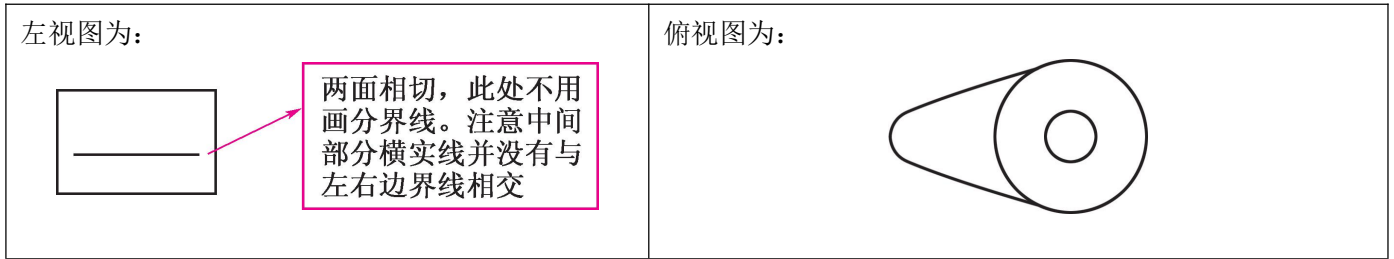 左视图为：
俯视图为：
两面相切，此处不用
画分界线。注意中间
部分横实线并没有与
左右边界线相交